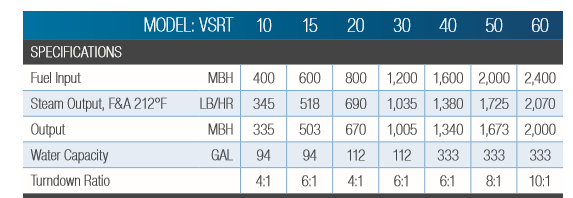 MODEL: VSRT 10 15 20 30 40 50 60
SPECIFICATIONS
Fuel Input MBH 400 600 800 1,200 1,600 2,000 2,400
Steam Output, F&A 212ºF LB/HR 345 518 690 1,035 1,380 1,725 2,070
Output MBH 335 503 670 1,005 1,340 1,673 2,000
Water Capacity GAL 94 94 112 112 333 333 333
Turndown Ratio 4:1 6:1 4:1 6:1 6:1 8:1 10:1